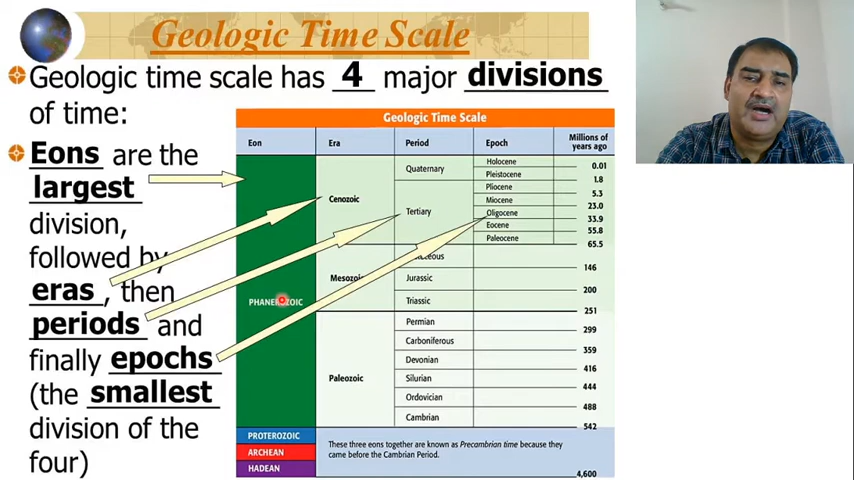 Geologic Time Scale
Geologic time scale has 4 major divisions
of time:
Eons are the
largest
division,
followed by
eras, then
periods and
finally epochs
(the smallest
division of the
four)
Geologic Time Scale
Eon Era Period Epoch Millions of
years ago
Holocene
0.01
Quaternary
Pleistocene
1.8
Pliocene
5.3
Cenozoic
Miocene
23.0
Tertiary
Oligocene
33.9
Eocene
55.8
Paleocene
65.5
146
Mesozoic
Jurassic
200
PHANEROZOIC
Triassic
251
Permian
299
Carboniferous
359
Devonian
416
Paleozoic
Silurian
444
Ordovician
488
Cambrian
542
PROTEROZOIC
ARCHEAN
HADEAN
These three eons together are known as Precambrian time because they
came before the Cambrian Period.
4,600